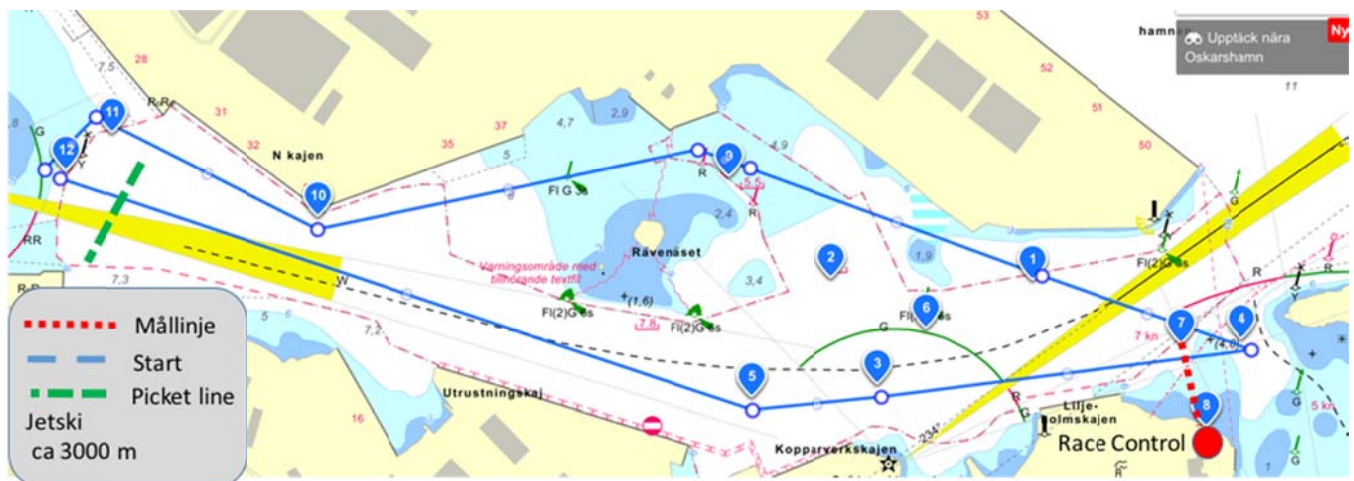 53
hamnen
Ny
Upptäck nära
Oskarshamn
28
52
11
7,5
R
R
51
11
31
37
4,7
2,9
G
12
32
35
50
N kajen
5
9
4,9
R
5,5
10
Fl G 3s
R
G
2,4
RR
Rävenäset
2
1
Fl(2)G 6s
1,9
R
R
7,3
W
Varningsområde med
tillhörande textfil
(1,6)
3,4
6
Y
5
7,2
Fl(2)G 6s
7,8
Fl(2)G 6s
G
7 kn
7
4
Mållinje
Start
Picket line
Jetski
ca 3000 m
5
3
Utrustningskaj
16
R
G
Lilje-
holmskajen
8
5 kn
G
234°
Kopparverkskajen
Race Control
1
G